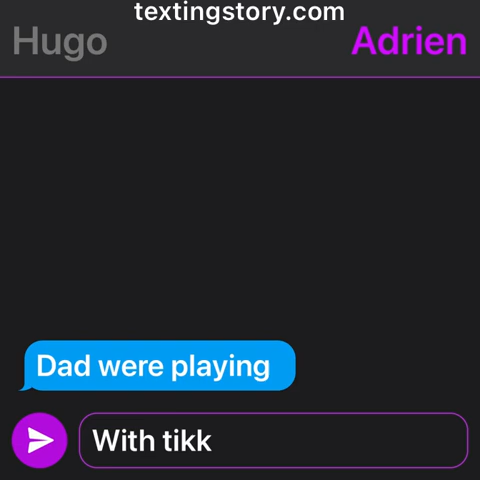 textingstory.com
Hugo Adrien
Dad were playing
With tikk